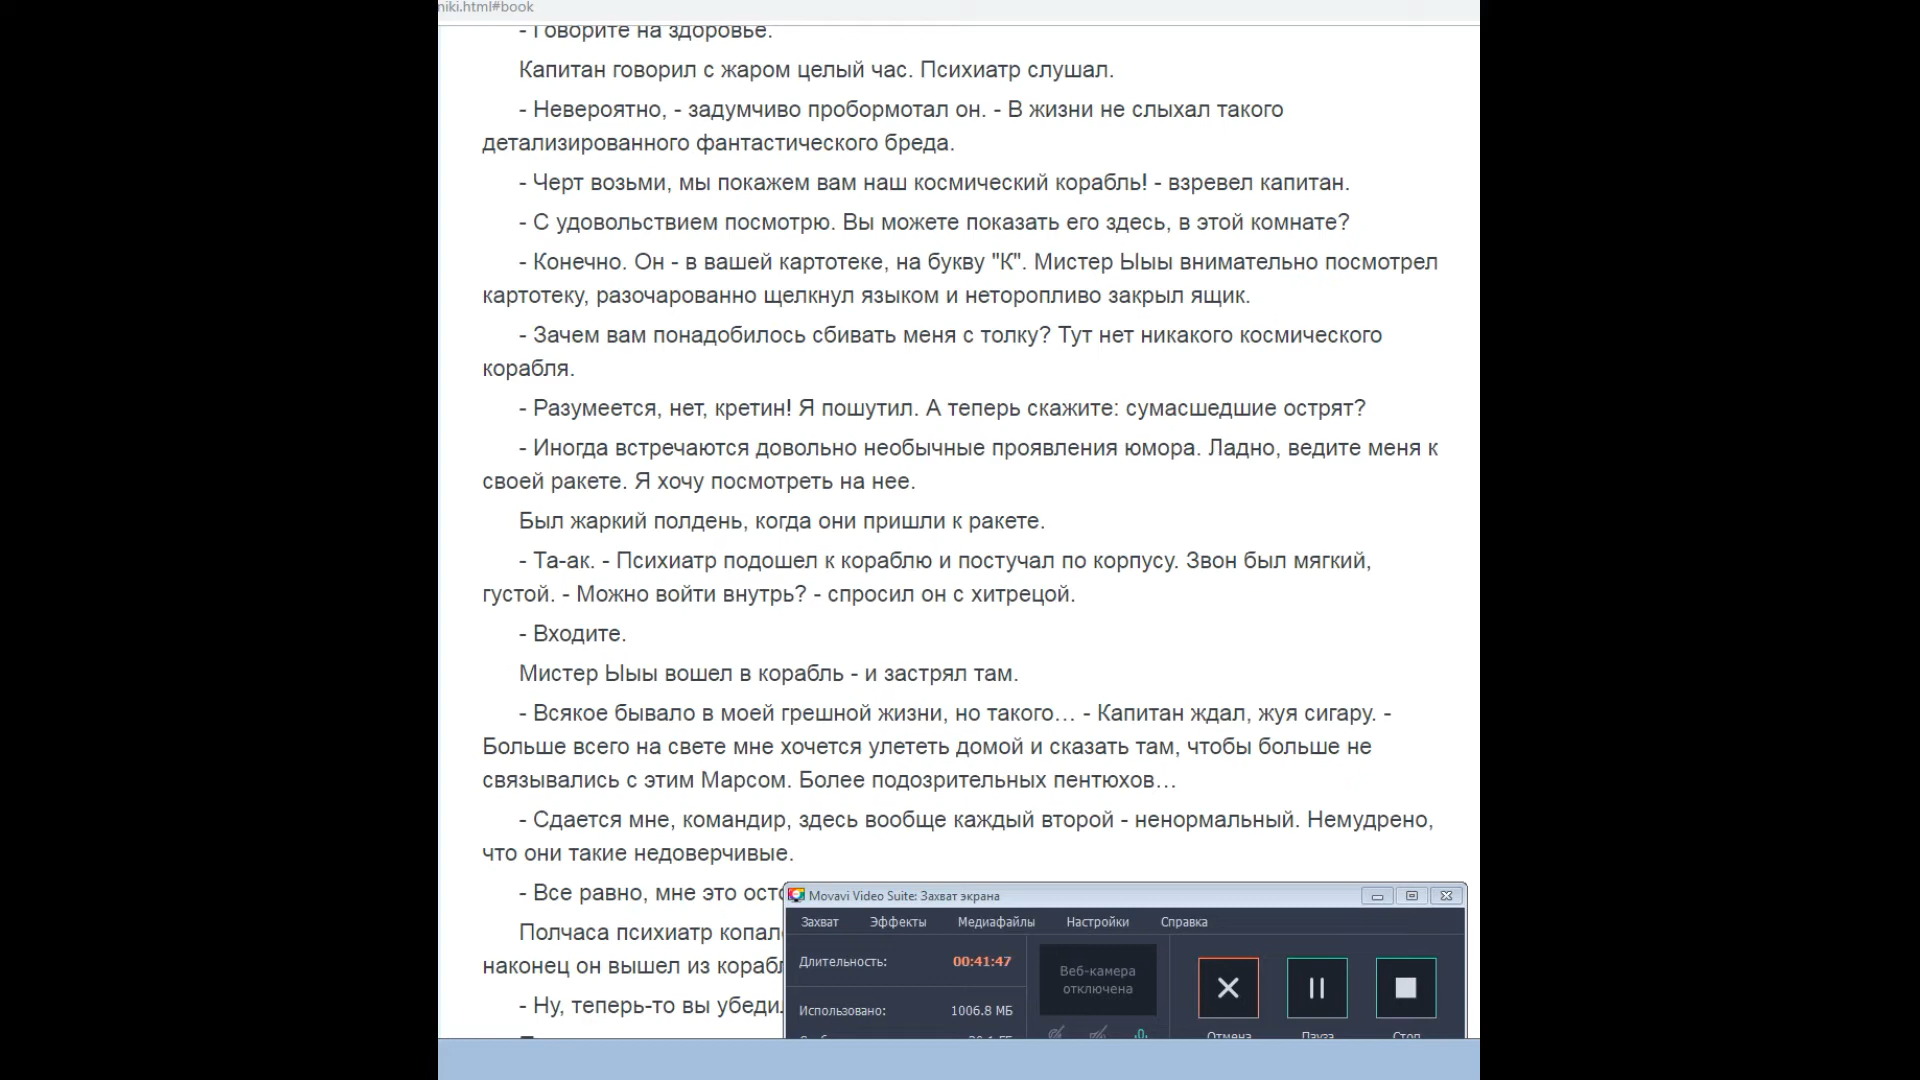 niki.html#book
- Говорите на здоровье.
Капитан говорил с жаром целый час. Психиатр слушал.
- Невероятно, - задумчиво пробормотал он. - В жизни не слыхал такого
детализированного фантастического бреда.
- Черт возьми, мы покажем вам наш космический корабль! - взревел капитан.
- С удовольствием посмотрю. Вы можете показать его здесь, в этой комнате?
- Конечно. Он - в вашей картотеке, на букву "К". Мистер Ыыы внимательно посмотрел
картотеку, разочарованно щелкнул языком и неторопливо закрыл ящик.
- Зачем вам понадобилось сбивать меня с толку? Тут нет никакого космического
корабля.
- Разумеется, нет, кретин! Я пошутил. А теперь скажите: сумасшедшие острят?
- Иногда встречаются довольно необычные проявления юмора. Ладно, ведите меня к
своей ракете. Я хочу посмотреть на нее.
Был жаркий полдень, когда они пришли к ракете.
- Та-ак. - Психиатр подошел к кораблю и постучал по корпусу. Звон был мягкий,
густой. - Можно войти внутрь? - спросил он с хитрецой.
- Входите.
Мистер Ыыы вошел в корабль - и застрял там.
- Всякое бывало в моей грешной жизни, но такого… - Капитан ждал, жуя сигару. -
Больше всего на свете мне хочется улететь домой и сказать там, чтобы больше не
связывались с этим Марсом. Более подозрительных пентюхов…
- Сдается мне, командир, здесь вообще каждый второй - ненормальный. Немудрено,
что они такие недоверчивые.
- Все равно, мне это
Полчаса психиатр
наконец он вышел из
- Ну, теперь-то вы
Movavi Video Suite: Захват экрана
Захват Эффекты Медиафайлы Настройки Справка
Длительность: 00:41:47
Веб-камера
отключена
Использовано: 1006.8 МБ
Отмена Пауза Стоп